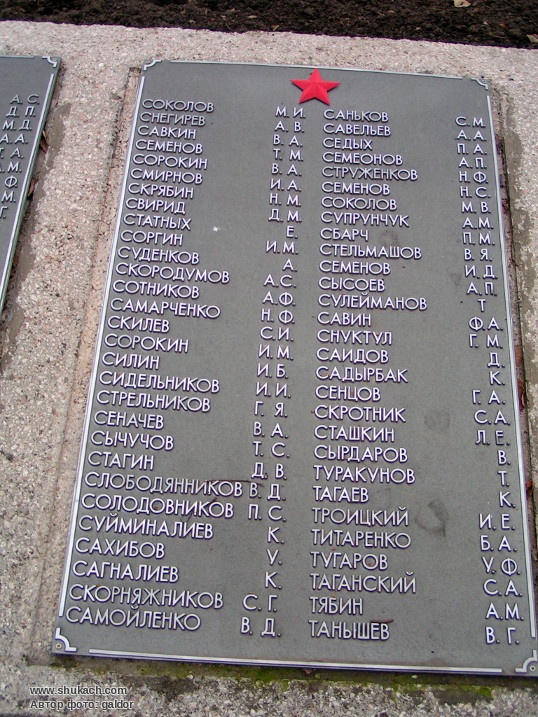 А.С.
Д.П.
М.Д.
А.А.
Т.А.
А.М.
Ф.
М.
Г.
СОКОЛОВ М.И.
СНЕГИРЕВ А.В.
САВКИН В.А.
СЕМЕНОВ Т.М.
СОРОКИН В.А.
СМИРНОВ И.А.
СКРЯБИН Н.М.
СВИРИД Д.М.
СТАТНЫХ Е.
СОРГИН И.М.
СУДЕНКОВ А.
СКОРОДУМОВ А.С.
СОТНИКОВ А.Ф.
САМАРЧЕНКО Н.Ф.
СКИЛЕВ С.И.
СОРОКИН И.М.
СИЛИН И.Б.
СИДЕЛЬНИКОВ И.И.
СТРЕЛЬНИКОВ Г.Я.
СЕНАЧЕВ В.А.
СЫЧУЧОВ Т.С.
СТАГИН Д.В.
СЛОБОДЯННИКОВ В.Д.
СОЛОДОВНИКОВ П.С.
СУЙМИНАЛИЕВ К.
САХИБОВ У.
САГНАЛИЕВ К.
СКОРНЯЖНИКОВ С.Г.
САМОЙЛЕНКО В.Д.
САНЬКОВ С.М.
САВЕЛЬЕВ А.А.
СЕДЫХ П.А.
СЕМЕОНОВ А.П.
СТРУЖЕНКОВ Н.Ф.
СЕМЕНОВ Н.С.
СОКОЛОВ М.В.
СУПРУНЧУК А.М.
СБАРЧ П.М.
СТЕЛЬМАШОВ В.Я.
СЕМЕНОВ И.Д.
СЫСОЕВ А.П.
СУЛЕЙМАНОВ Т
САВИН Ф.А.
СНУКТУЛ Г.М.
САИДОВ Д.
САДЫРБАК К.
СЕНЦОВ Г.А.
СКРОТНИК С.А.
СТАШКИН Л.Е.
СЫРДАРОВ В.
ТУРАКУНОВ Т.
ТАГАЕВ К.
ТРОИЦКИЙ И.Е.
ТИТАРЕНКО Б.А.
ТУГАРОВ У.Ф.
ТАГАНСКИЙ С.А.
ТЯБИН А.М.
ТАНЫШЕВ В.Г.
www.shukach.com
Автор фото: galdor